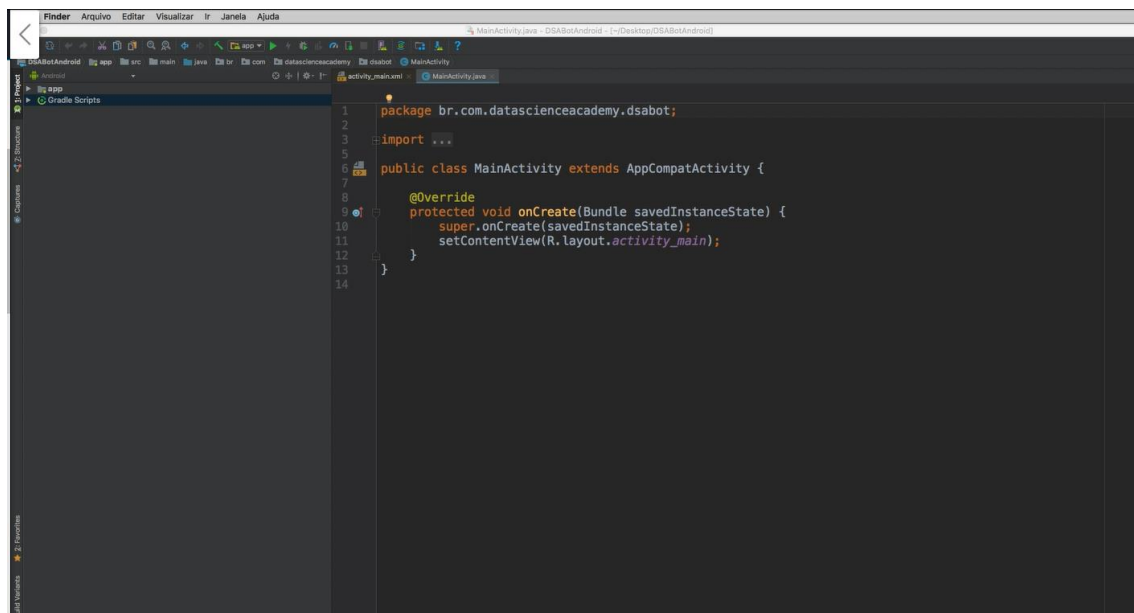 Finder Arquivo Editar Visualizar Ir Janela Ajuda
MainActivity.java - DSABotAndroid - [~/Desktop/DSABotAndroid]
app
DSABotAndroid app src main java br com datascienceacademy dsabot MainActivity
Android
activity_main.xml MainActivity.java
1: Project
app
Gradle Scripts
Z: Structure
Captures
2: Favorites
Build Variants
1 package br.com.datascienceacademy.dsabot;
2
3 import ...
5
6 public class MainActivity extends AppCompatActivity {
7
8 @Override
9 protected void onCreate(Bundle savedInstanceState) {
10 super.onCreate(savedInstanceState);
11 setContentView(R.layout.activity_main);
12 }
13 }
14